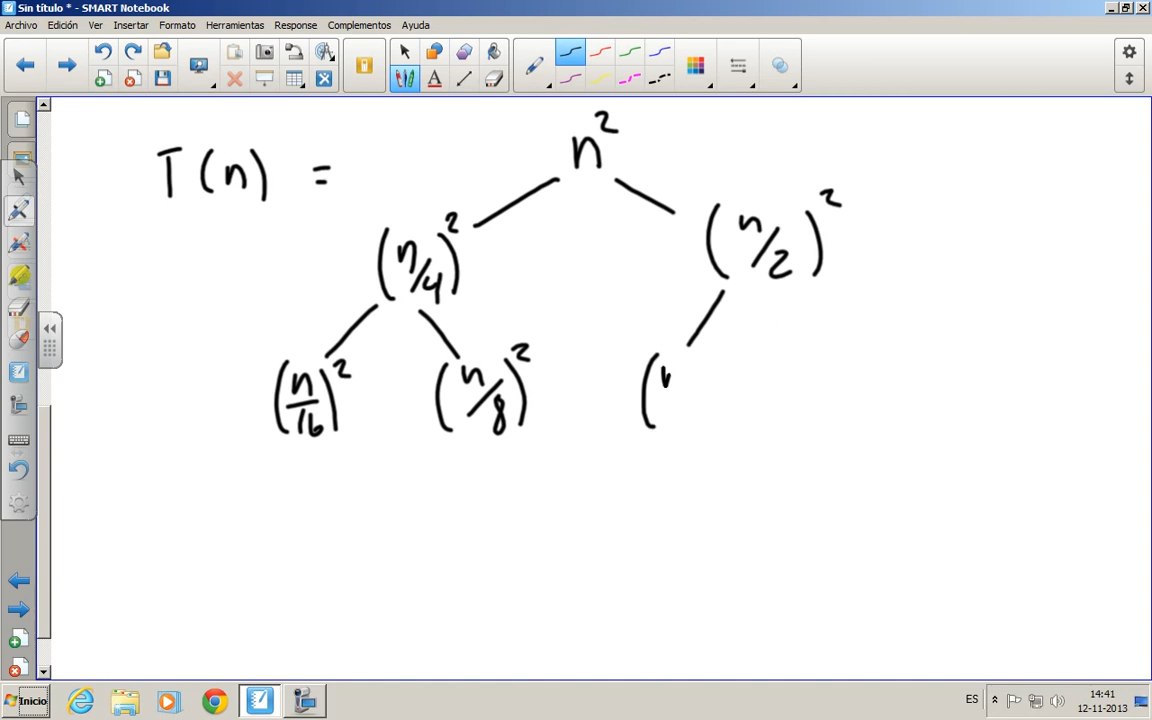 Sin título * - SMART Notebook
Archivo Edición Ver Insertar Formato Herramientas Response Complementos Ayuda
A
T(n) = n²
(n/4)² (n/2)²
(n/16)² (n/8)² (n
Inicio
ES
14:41
12-11-2013